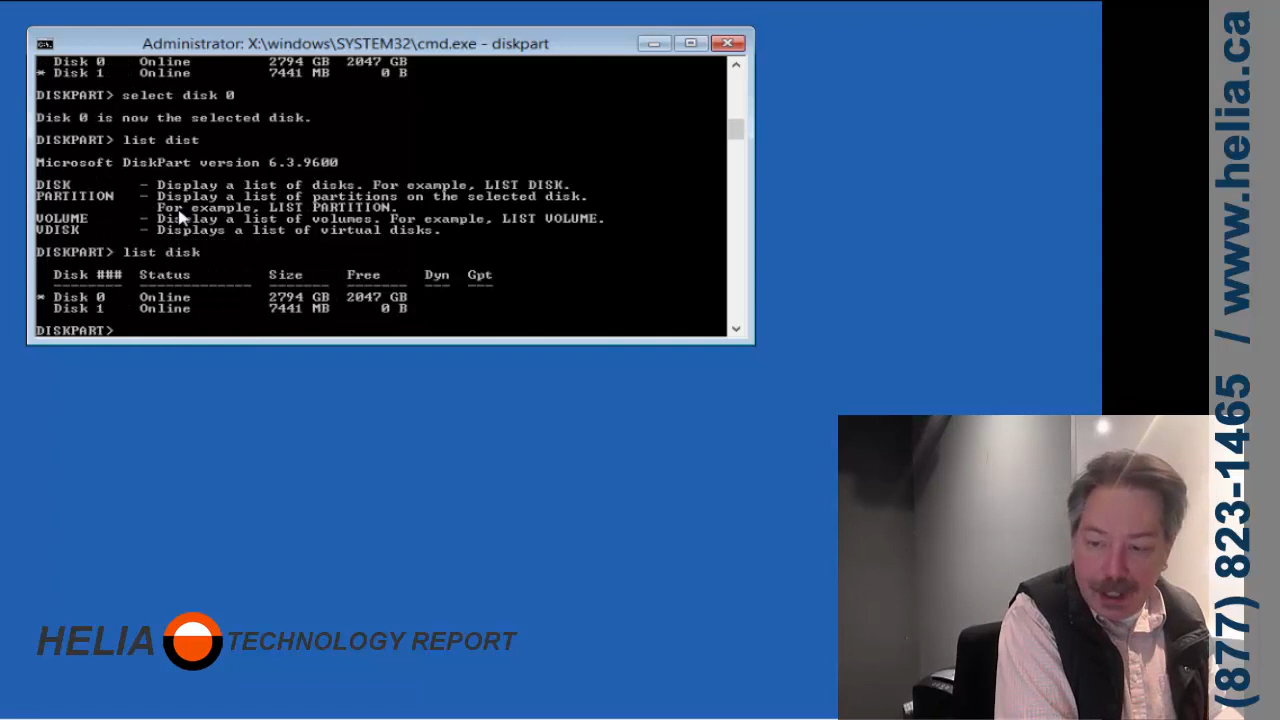 Administrator: X:\windows\SYSTEM32\cmd.exe - diskpart
Disk 0 Online 2794 GB 2047 GB
* Disk 1 Online 7441 MB 0 B
DISKPART> select disk 0
Disk 0 is now the selected disk.
DISKPART> list dist
Microsoft DiskPart version 6.3.9600
DISK - Display a list of disks. For example, LIST DISK.
PARTITION - Display a list of partitions on the selected disk.
For example, LIST PARTITION.
VOLUME - Display a list of volumes. For example, LIST VOLUME.
VDISK - Displays a list of virtual disks.
DISKPART> list disk
Disk ### Status Size Free Dyn Gpt
-------- ------------- ------- ------- --- ---
* Disk 0 Online 2794 GB 2047 GB
Disk 1 Online 7441 MB 0 B
DISKPART>
HELIA TECHNOLOGY REPORT
(877) 823-1465 / www.helia.ca